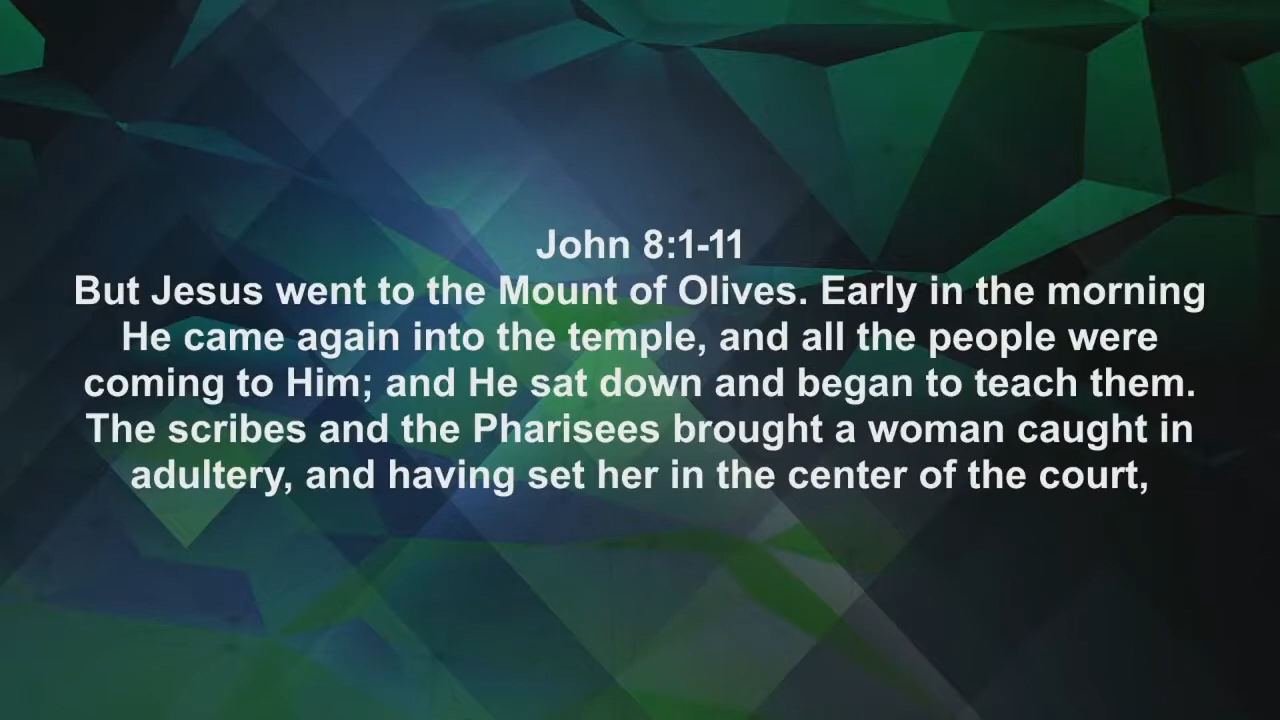 John 8:1-11
But Jesus went to the Mount of Olives. Early in the morning
He came again into the temple, and all the people were
coming to Him; and He sat down and began to teach them.
The scribes and the Pharisees brought a woman caught in
adultery, and having set her in the center of the court,